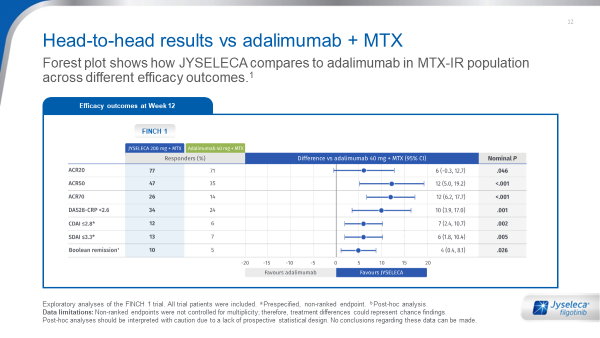 12
Head-to-head results vs adalimumab + MTX
Forest plot shows how JYSELECA compares to adalimumab in MTX-IR population
across different efficacy outcomes.1
Efficacy outcomes at Week 12
FINCH 1
JYSELECA 200 mg + MTX Adalimumab 40 mg + MTX
Responders (%) Difference vs adalimumab 40 mg + MTX (95% CI) Nominal P
ACR20 77 71 6 (-0.3, 12.7) .046
ACR50 47 35 12 (5.0, 19.2) <.001
ACR70 26 14 12 (6.2, 17.7) <.001
DAS28-CRP <2.6 34 24 10 (3.9, 17.0) .001
CDAI ≤2.8a 12 6 7 (2.4, 10.7) .002
SDAI ≤3.3a 13 7 6 (1.8, 10.4) .005
Boolean remission 10 5 4 (0.4, 8.1) .026
-20 -15 -10 -5 0 5 10 15 20
Favours adalimumab Favours JYSELECA
Exploratory analyses of the FINCH 1 trial. All trial patients were included. a Prespecified, non-ranked endpoint. b Post-hoc analysis.
Data limitations: Non-ranked endpoints were not controlled for multiplicity; therefore, treatment differences could represent chance findings.
Post-hoc analyses should be interpreted with caution due to a lack of prospective statistical design. No conclusions regarding these data can be made.
Jyseleca
filgotinib